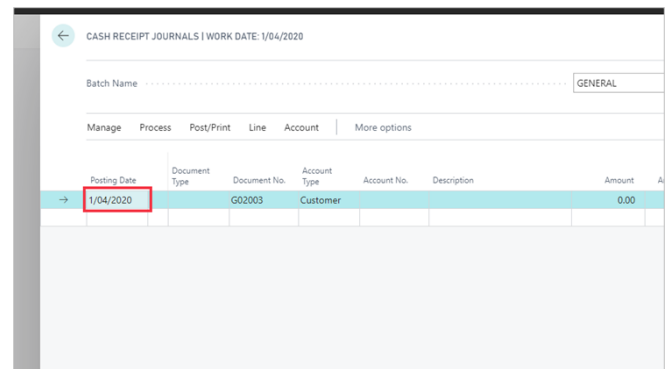 CASH RECEIPT JOURNALS | WORK DATE: 1/04/2020
Batch Name GENERAL
Manage Process Post/Print Line Account More options
Posting Date Document Type Document No. Account Type Account No. Description Amount
1/04/2020 G02003 Customer 0.00